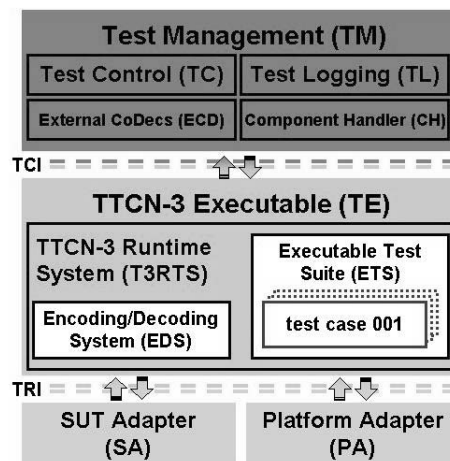 Test Management (TM)
Test Control (TC)
Test Logging (TL)
External CoDecs (ECD)
Component Handler (CH)
TCI
TTCN-3 Executable (TE)
TTCN-3 Runtime
System (T3RTS)
Encoding/Decoding
System (EDS)
Executable Test
Suite (ETS)
test case 001
TRI
SUT Adapter
(SA)
Platform Adapter
(PA)